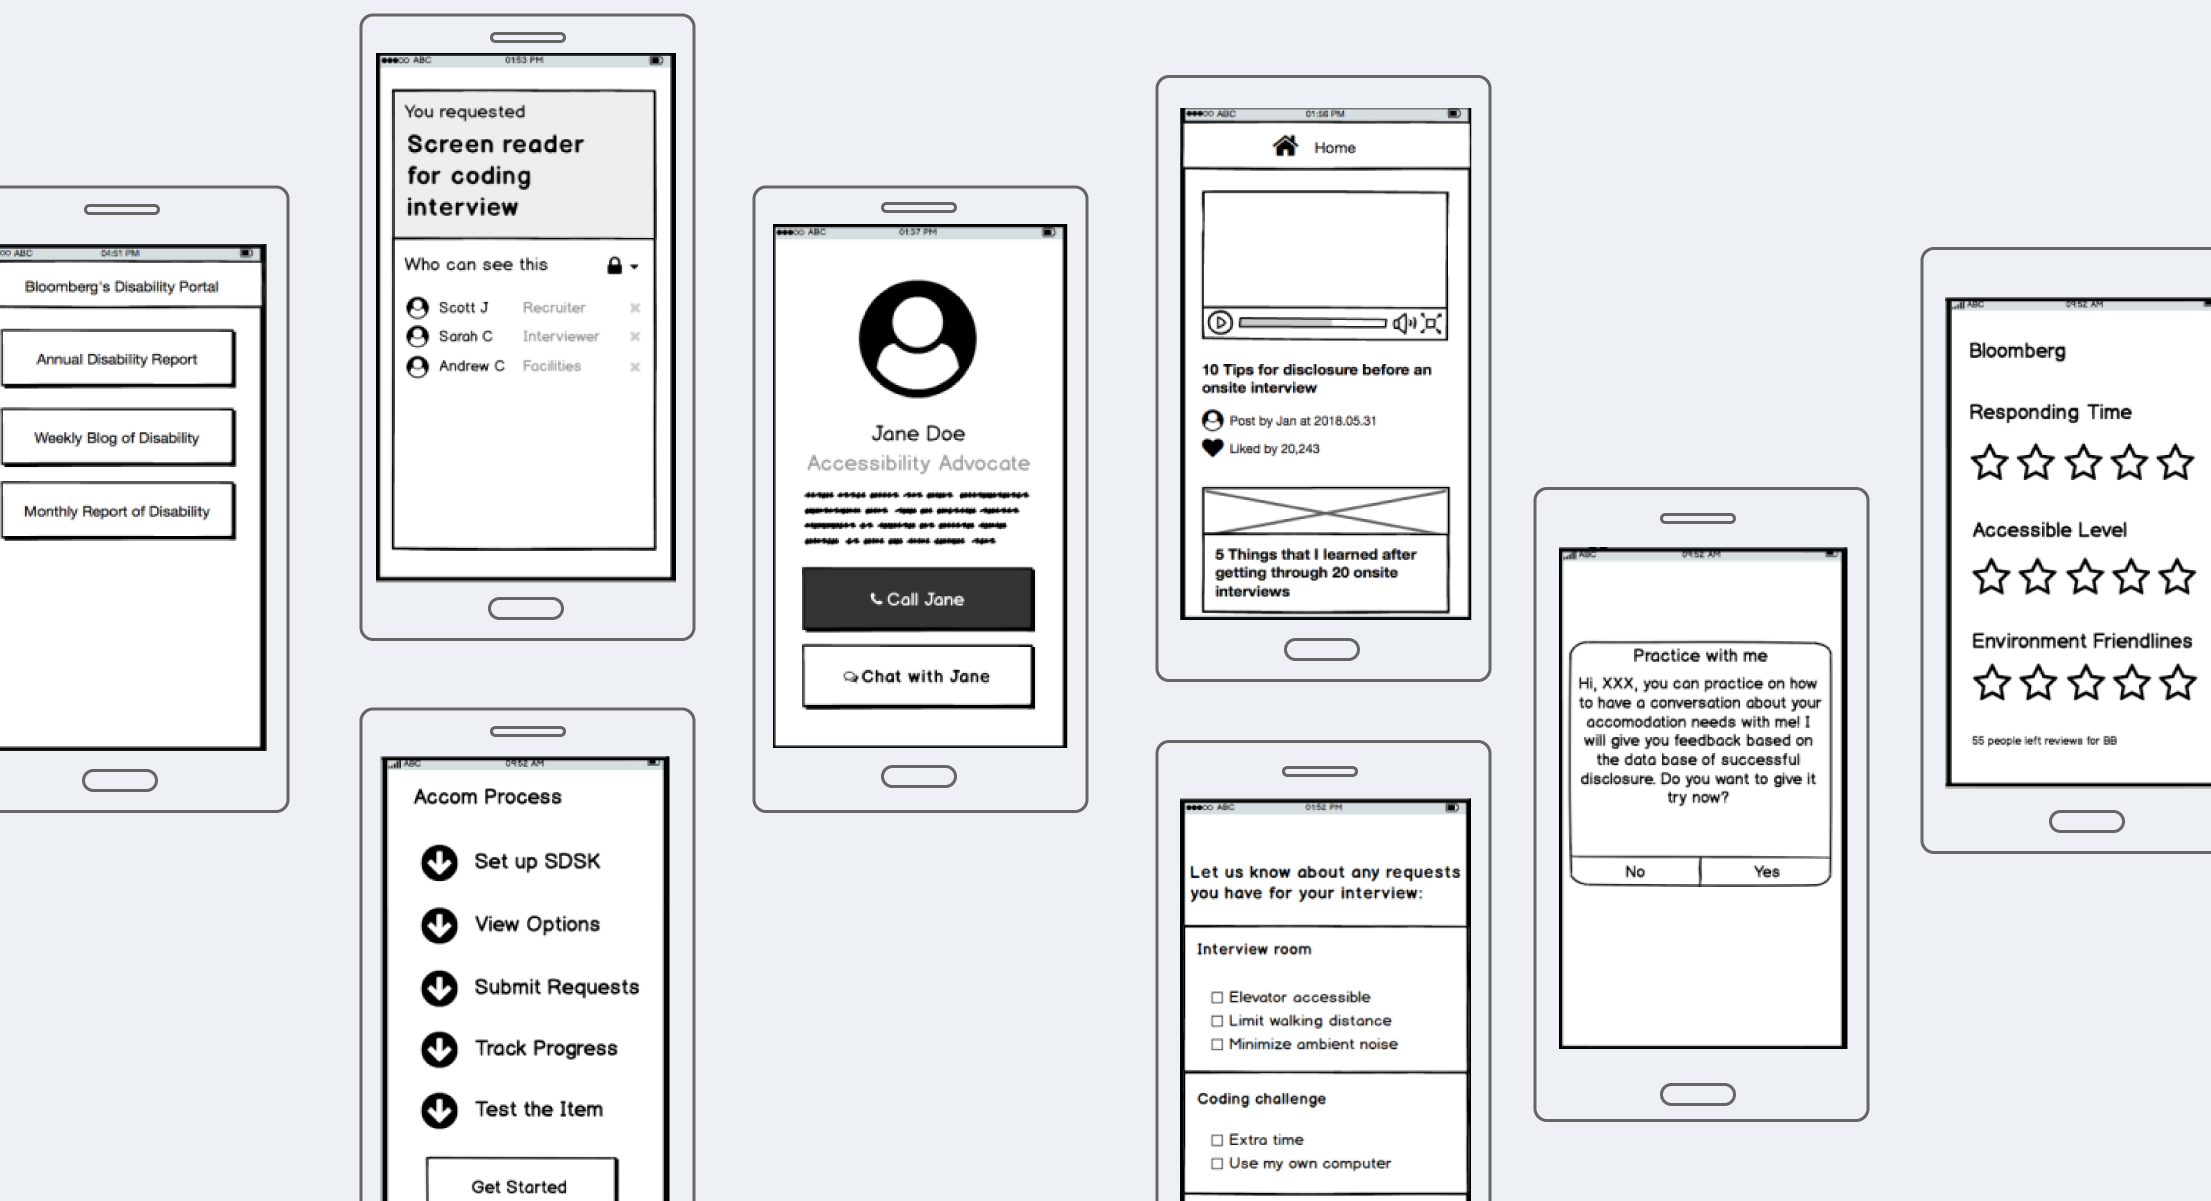 ABC 04:51 PM
Bloomberg's Disability Portal
Annual Disability Report
Weekly Blog of Disability
Monthly Report of Disability
ABC 01:53 PM
You requested
Screen reader
for coding
interview
Who can see this
Scott J Recruiter
Sarah C Interviewer
Andrew C Facilities
ABC 09:52 AM
Accom Process
Set up SDSK
View Options
Submit Requests
Track Progress
Test the Item
Get Started
ABC 01:37 PM
Jane Doe
Accessibility Advocate
Call Jane
Chat with Jane
ABC 01:56 PM
Home
10 Tips for disclosure before an
onsite interview
Post by Jan at 2018.05.31
Liked by 20,243
5 Things that I learned after
getting through 20 onsite
interviews
ABC 01:52 PM
Let us know about any requests
you have for your interview:
Interview room
Elevator accessible
Limit walking distance
Minimize ambient noise
Coding challenge
Extra time
Use my own computer
ABC 09:52 AM
Practice with me
Hi, XXX, you can practice on how
to have a conversation about your
accomodation needs with me! I
will give you feedback based on
the data base of successful
disclosure. Do you want to give it
try now?
No Yes
ABC 09:52 AM
Bloomberg
Responding Time
Accessible Level
Environment Friendlines
55 people left reviews for BB